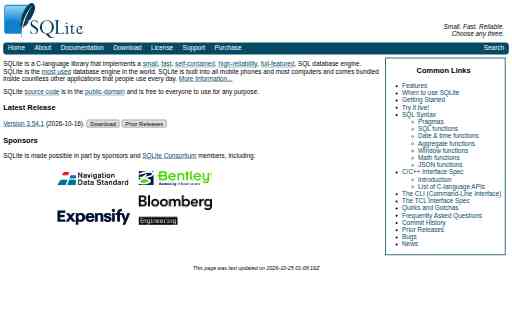 SQLite
Small. Fast. Reliable.
Choose any three.
Home About Documentation Download License Support Purchase Search
SQLite is a C-language library that implements a small, fast, self-contained, high-reliability, full-featured, SQL database engine.
SQLite is the most used database engine in the world. SQLite is built into all mobile phones and most computers and comes bundled
inside countless other applications that people use every day. More Information...
SQLite source code is in the public-domain and is free to everyone to use for any purpose.
Latest Release
Version 3.54.1 (2026-10-16). Download Prior Releases
Sponsors
SQLite is made possible in part by sponsors and SQLite Consortium members, including:
Navigation
Data Standard
Bentley
Expensify
Bloomberg
Engineering
Common Links
Features
When to use SQLite
Getting Started
Try it live!
SQL Syntax
Pragmas
SQL functions
Date & time functions
Aggregate functions
Window functions
Math functions
JSON functions
C/C++ Interface Spec
Introduction
List of C-language APIs
The CLI (Command-Line Interface)
The TCL Interface Spec
Quirks and Gotchas
Frequently Asked Questions
Commit History
Prior Releases
Bugs
News
This page was last updated on 2026-10-25 01:09:18Z